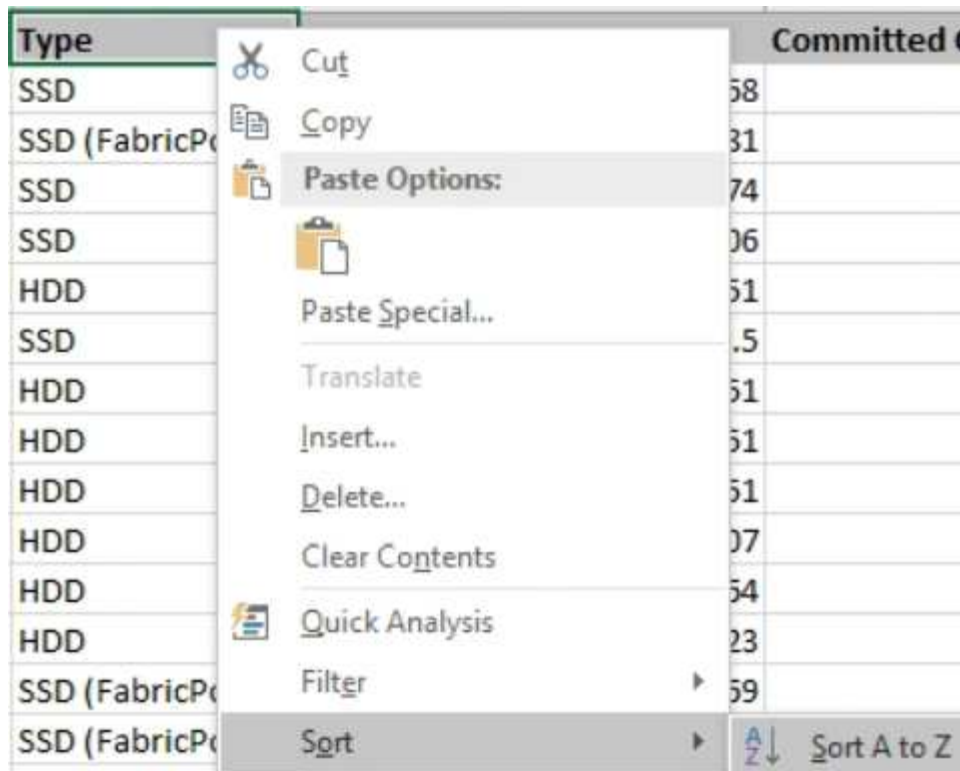 Type
Committed
SSD
68
SSD (FabricPo
31
SSD
74
SSD
06
HDD
51
SSD
.5
HDD
51
HDD
51
HDD
51
HDD
07
HDD
54
HDD
23
SSD (FabricPo
59
SSD (FabricPo
Cut
Copy
Paste Options:
Paste Special...
Translate
Insert...
Delete...
Clear Contents
Quick Analysis
Filter
Sort
Sort A to Z